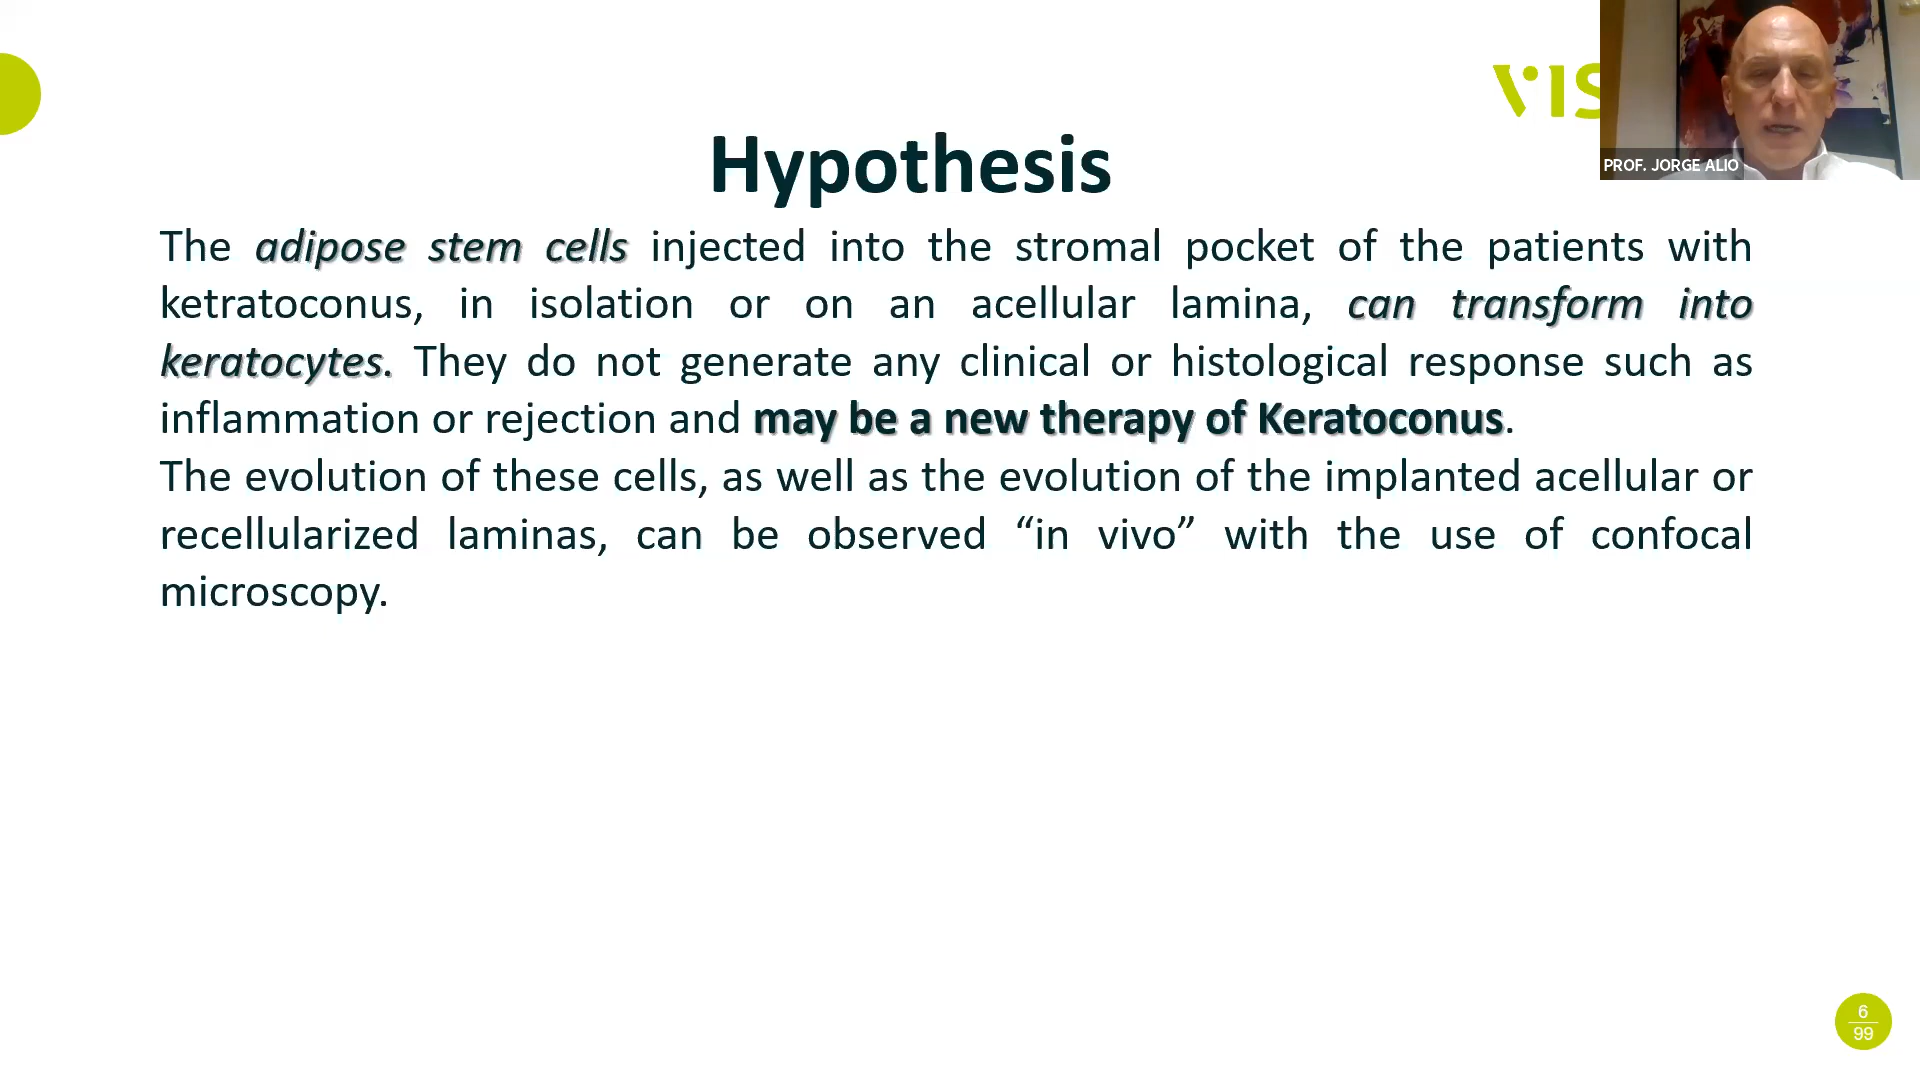 VIS
PROF. JORGE ALIO
Hypothesis
The adipose stem cells injected into the stromal pocket of the patients with
ketratoconus, in isolation or on an acellular lamina, can transform into
keratocytes. They do not generate any clinical or histological response such as
inflammation or rejection and may be a new therapy of Keratoconus.
The evolution of these cells, as well as the evolution of the implanted acellular or
recellularized laminas, can be observed “in vivo” with the use of confocal
microscopy.
6
99